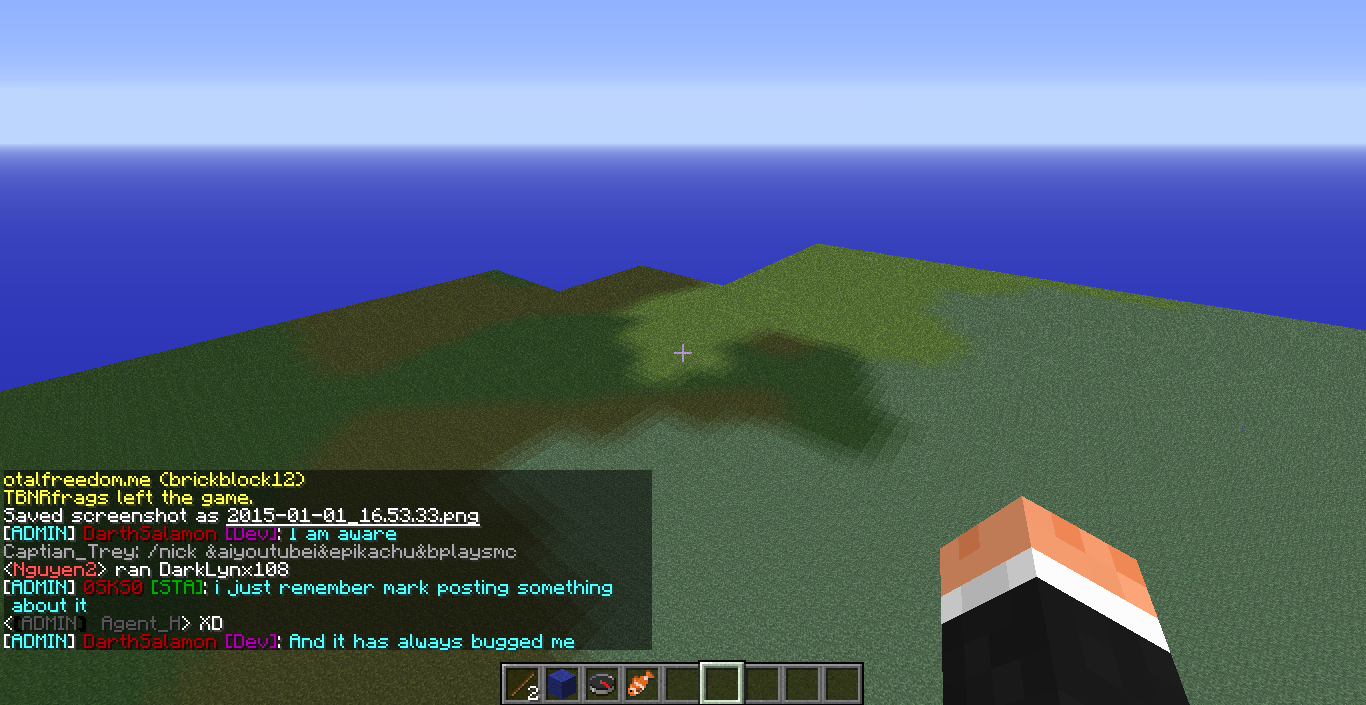 otalfreedom.me (brickblock12)
TBNRfrags left the game.
Saved screenshot as 2015-01-01_16.53.33.png
[ADMIN] DarthSalamon [Dev]: I am aware
Captian_Trey: /nick &aiyoutubei&epikachu&bplaysmc
<Nguyen2> ran DarkLynx108
[ADMIN] 0SKS0 [STA]: i just remember mark posting something
about it
<[ADMIN] Agent_H> XD
[ADMIN] DarthSalamon [Dev]: And it has always bugged me
2